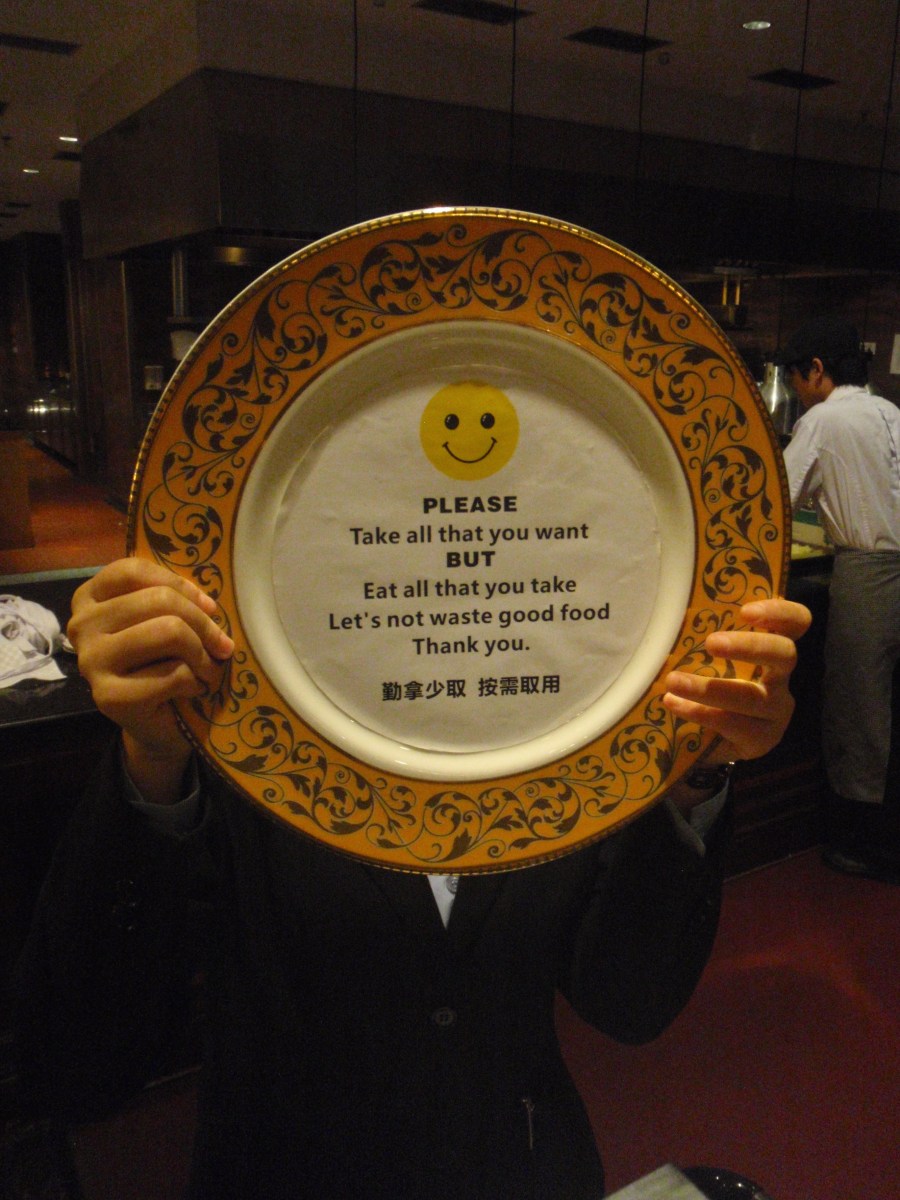 PLEASE
Take all that you want
BUT
Eat all that you take
Let's not waste good food
Thank you.
勤拿少取 按需取用